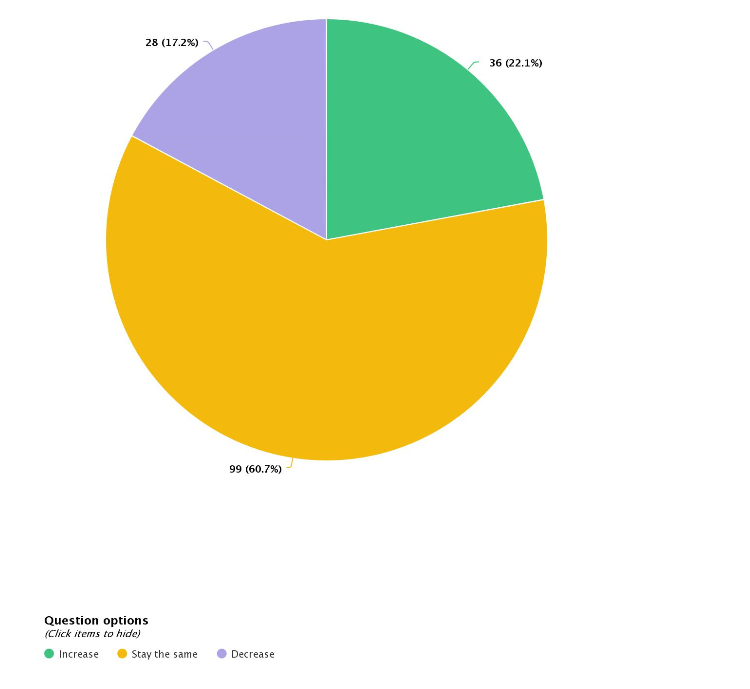 28 (17.2%)
36 (22.1%)
99 (60.7%)
Question options
(Click items to hide)
Increase Stay the same Decrease